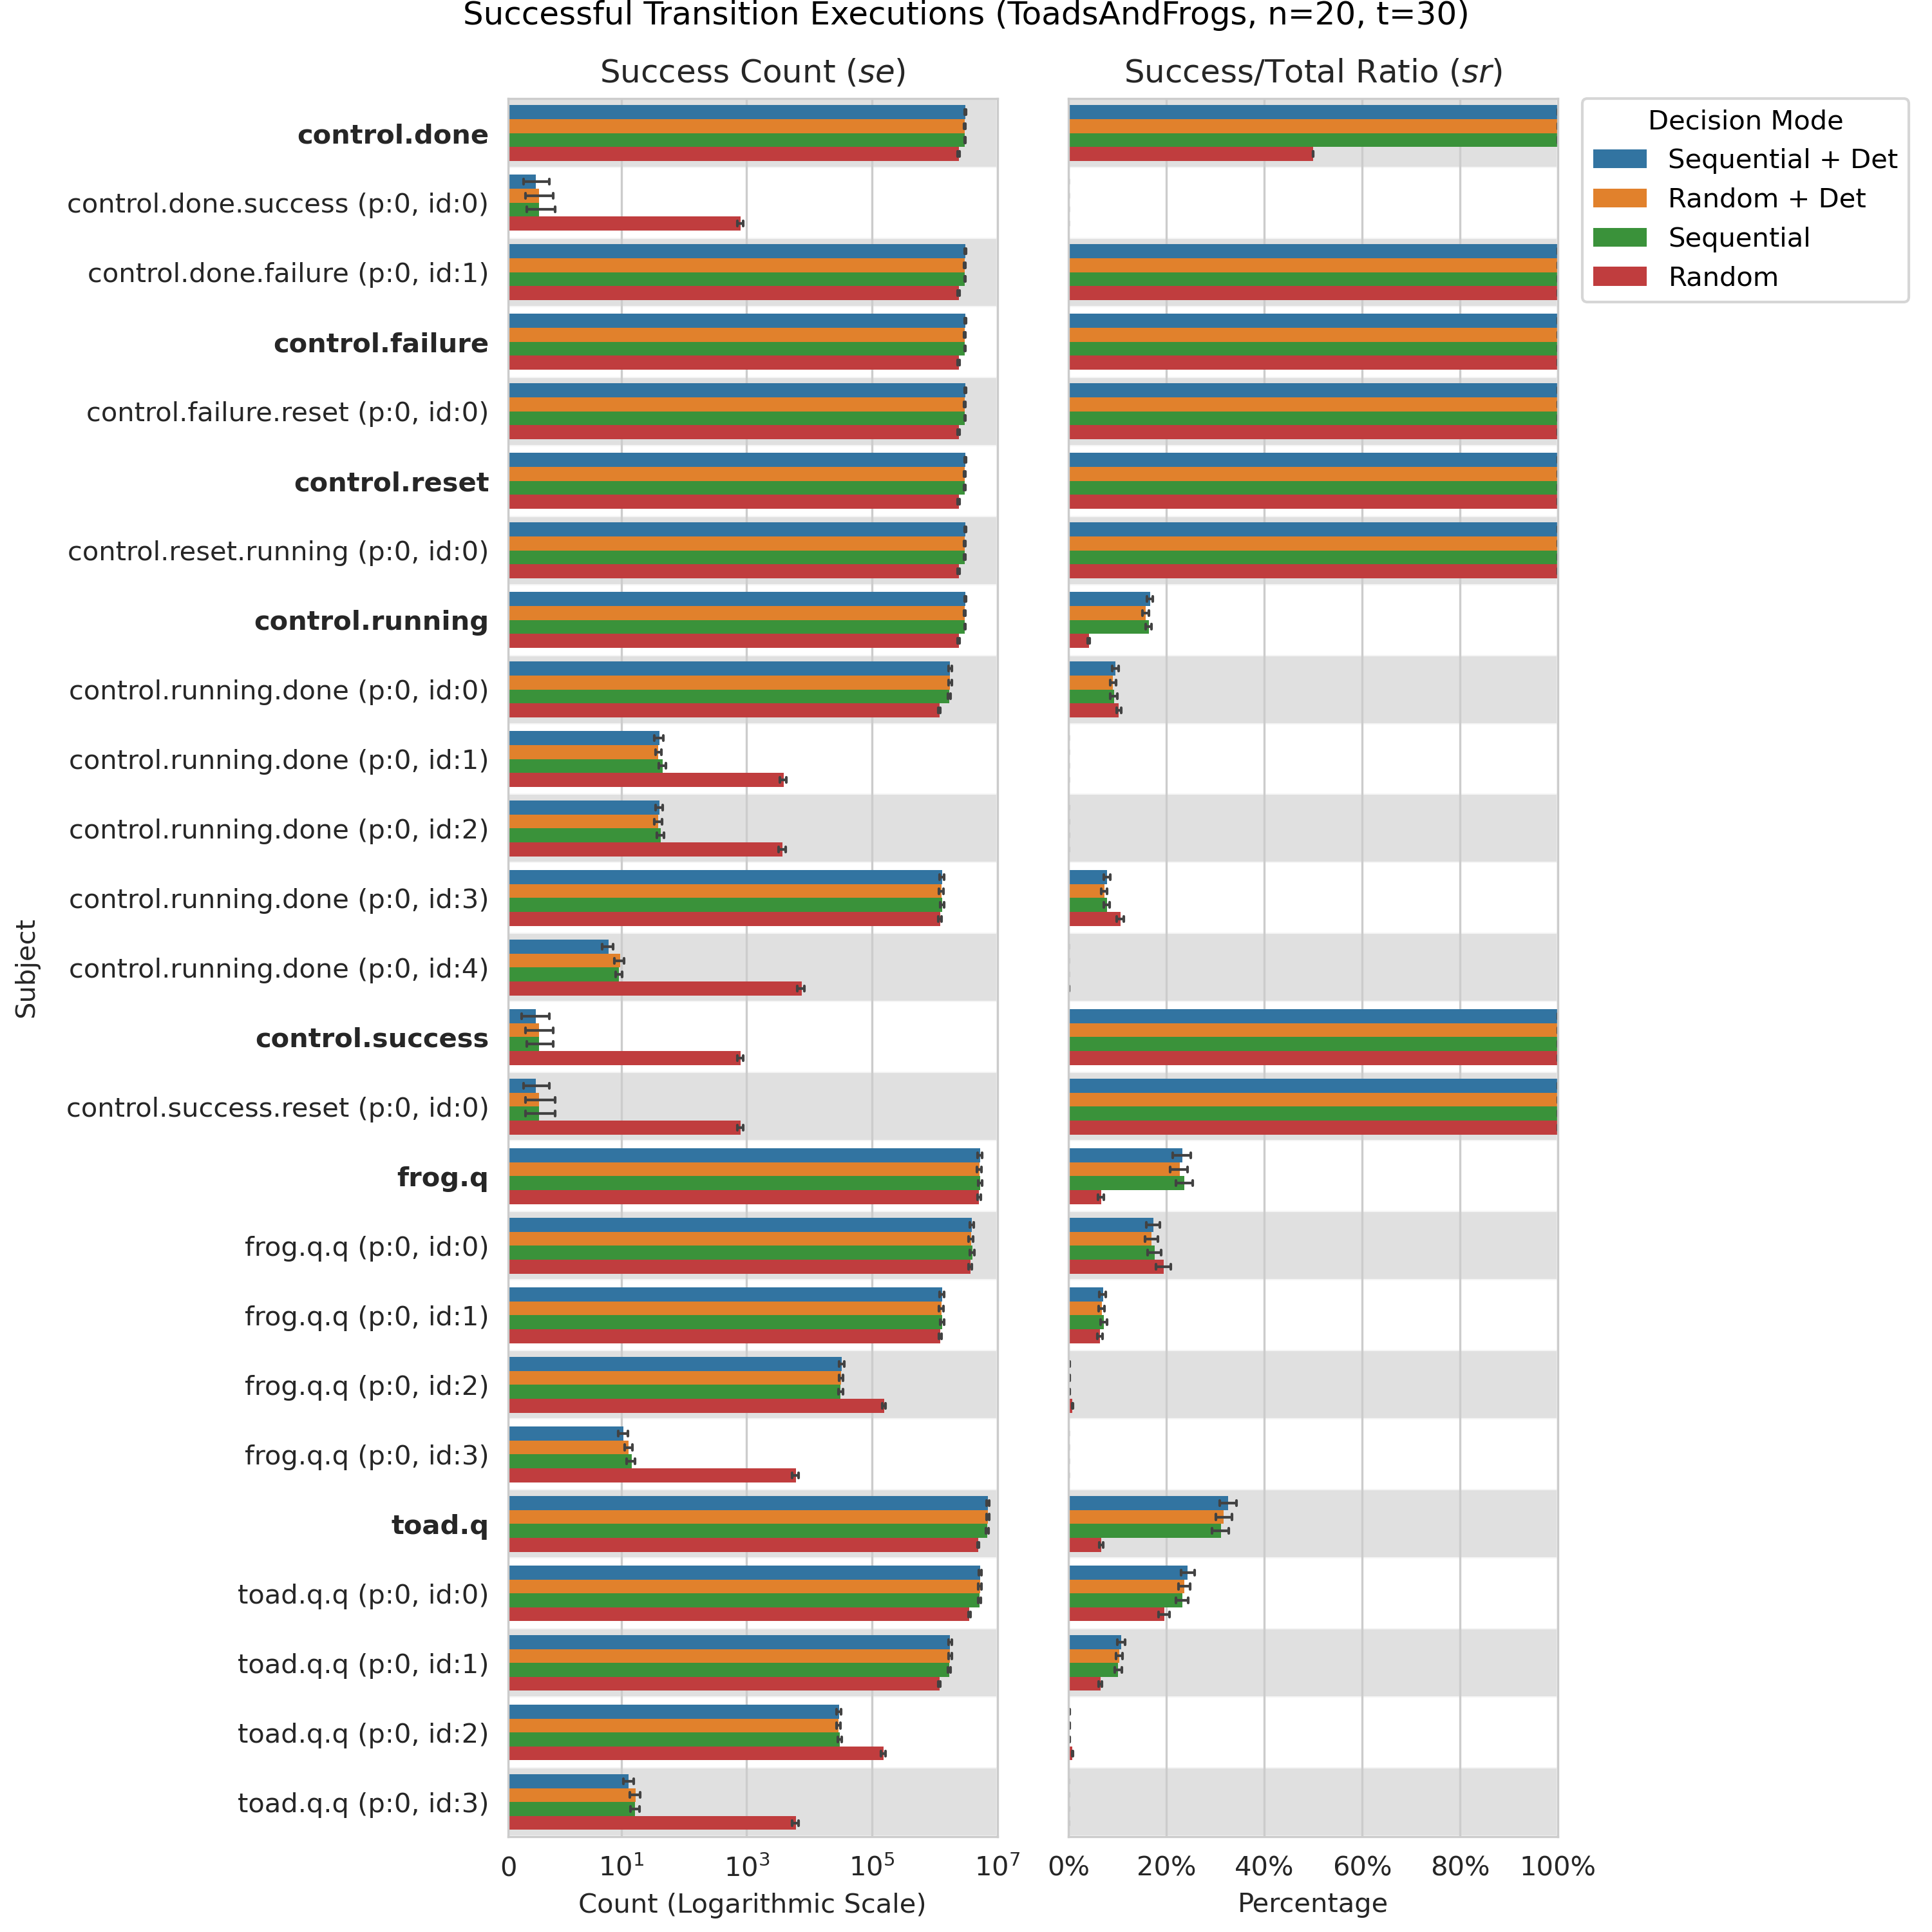 Successful Transition Executions (ToadsAndFrogs, n=20, t=30)
Success Count (se)
Success/Total Ratio (sr)
Decision Mode
Sequential + Det
Random + Det
Sequential
Random
Subject
control.done
control.done.success (p:0, id:0)
control.done.failure (p:0, id:1)
control.failure
control.failure.reset (p:0, id:0)
control.reset
control.reset.running (p:0, id:0)
control.running
control.running.done (p:0, id:0)
control.running.done (p:0, id:1)
control.running.done (p:0, id:2)
control.running.done (p:0, id:3)
control.running.done (p:0, id:4)
control.success
control.success.reset (p:0, id:0)
frog.q
frog.q.q (p:0, id:0)
frog.q.q (p:0, id:1)
frog.q.q (p:0, id:2)
frog.q.q (p:0, id:3)
toad.q
toad.q.q (p:0, id:0)
toad.q.q (p:0, id:1)
toad.q.q (p:0, id:2)
toad.q.q (p:0, id:3)
0 10¹ 10³ 10⁵ 10⁷
Count (Logarithmic Scale)
0% 20% 40% 60% 80% 100%
Percentage